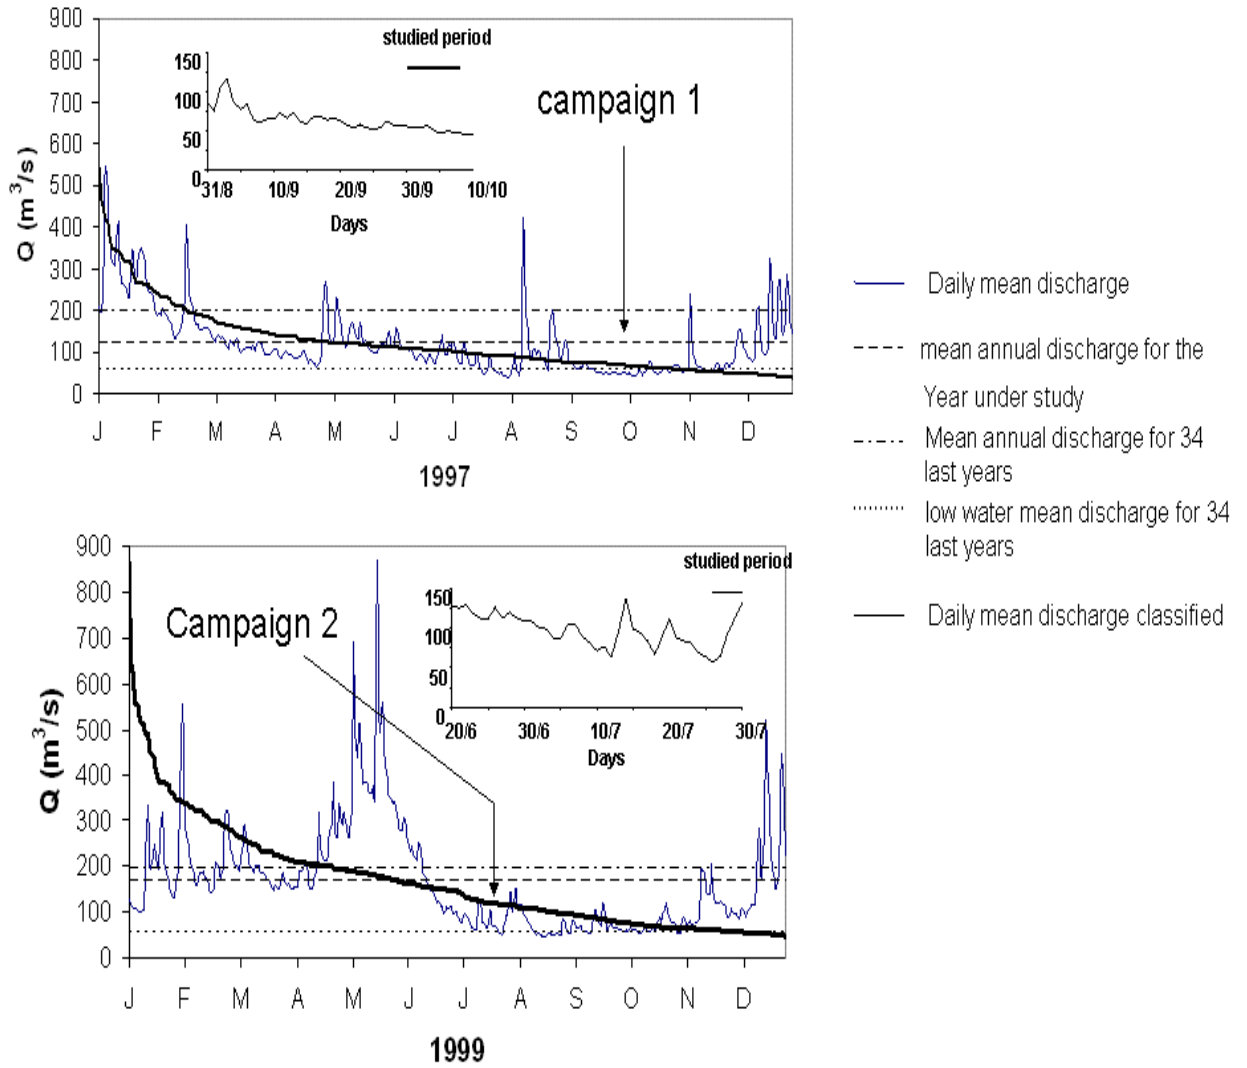 900
800
700
600
500
400
300
200
100
0
Q (m³/s)
studied period
150
100
50
0
31/8 10/9 20/9 30/9 10/10
Days
campaign 1
J F M A M J J A S O N D
1997
Daily mean discharge
mean annual discharge for the
Year under study
Mean annual discharge for 34
last years
low water mean discharge for 34
last years
Daily mean discharge classified
900
800
700
600
500
400
300
200
100
0
Q (m³/s)
Campaign 2
studied period
150
100
50
0
20/6 30/6 10/7 20/7 30/7
Days
J F M A M J J A S O N D
1999